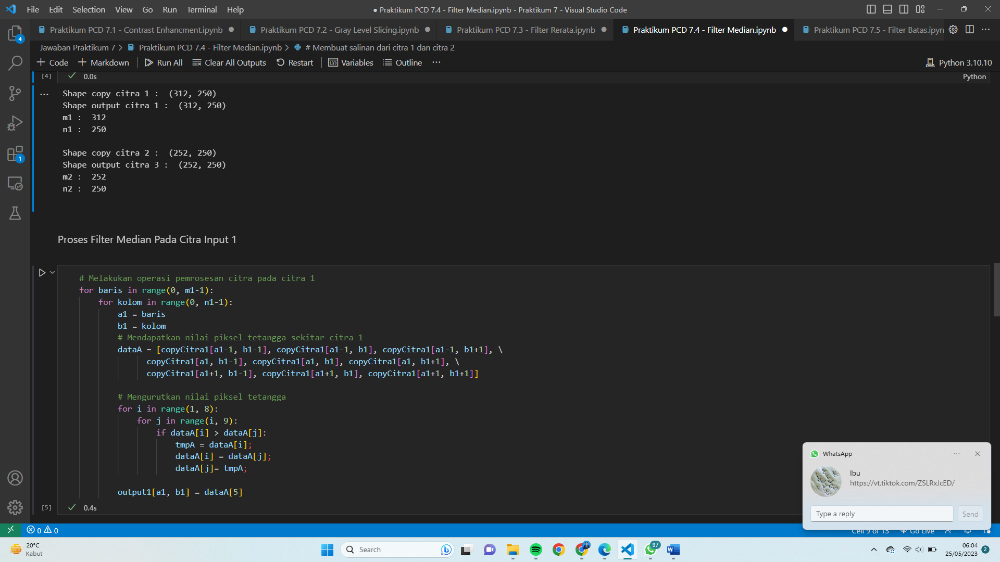 File Edit Selection View Go Run Terminal Help
● Praktikum PCD 7.4 - Filter Median.ipynb - Praktikum 7 - Visual Studio Code
Praktikum PCD 7.1 - Contrast Enhancment.ipynb
Praktikum PCD 7.2 - Gray Level Slicing.ipynb
Praktikum PCD 7.3 - Filter Rerata.ipynb
Praktikum PCD 7.4 - Filter Median.ipynb
Praktikum PCD 7.5 - Filter Batas.ipyn
Jawaban Praktikum 7 > Praktikum PCD 7.4 - Filter Median.ipynb > # Membuat salinan dari citra 1 dan citra 2
+ Code + Markdown Run All Clear All Outputs Restart Variables Outline ... Python 3.10.10
[4] ✓ 0.0s Python
Shape copy citra 1 :  (312, 250)
Shape output citra 1 :  (312, 250)
m1 :  312
n1 :  250
Shape copy citra 2 :  (252, 250)
Shape output citra 3 :  (252, 250)
m2 :  252
n2 :  250
Proses Filter Median Pada Citra Input 1
# Melakukan operasi pemrosesan citra pada citra 1
for baris in range(0, m1-1):
    for kolom in range(0, n1-1):
        a1 = baris
        b1 = kolom
        # Mendapatkan nilai piksel tetangga sekitar citra 1
        dataA = [copyCitra1[a1-1, b1-1], copyCitra1[a1-1, b1], copyCitra1[a1-1, b1+1], \
              copyCitra1[a1, b1-1], copyCitra1[a1, b1], copyCitra1[a1, b1+1], \
              copyCitra1[a1+1, b1-1], copyCitra1[a1+1, b1], copyCitra1[a1+1, b1+1]]
        # Mengurutkan nilai piksel tetangga
        for i in range(1, 8):
            for j in range(i, 9):
                if dataA[i] > dataA[j]:
                    tmpA = dataA[i];
                    dataA[i] = dataA[j];
                    dataA[j]= tmpA;
        output1[a1, b1] = dataA[5]
[5] ✓ 0.4s
4
1
WhatsApp
Ibu
https://vt.tiktok.com/ZSLRxJcED/
Type a reply
Send
0 0
Cell 9 of 15 Go Live
20°C
Kabut
Search
97
06:04
25/05/2023
2